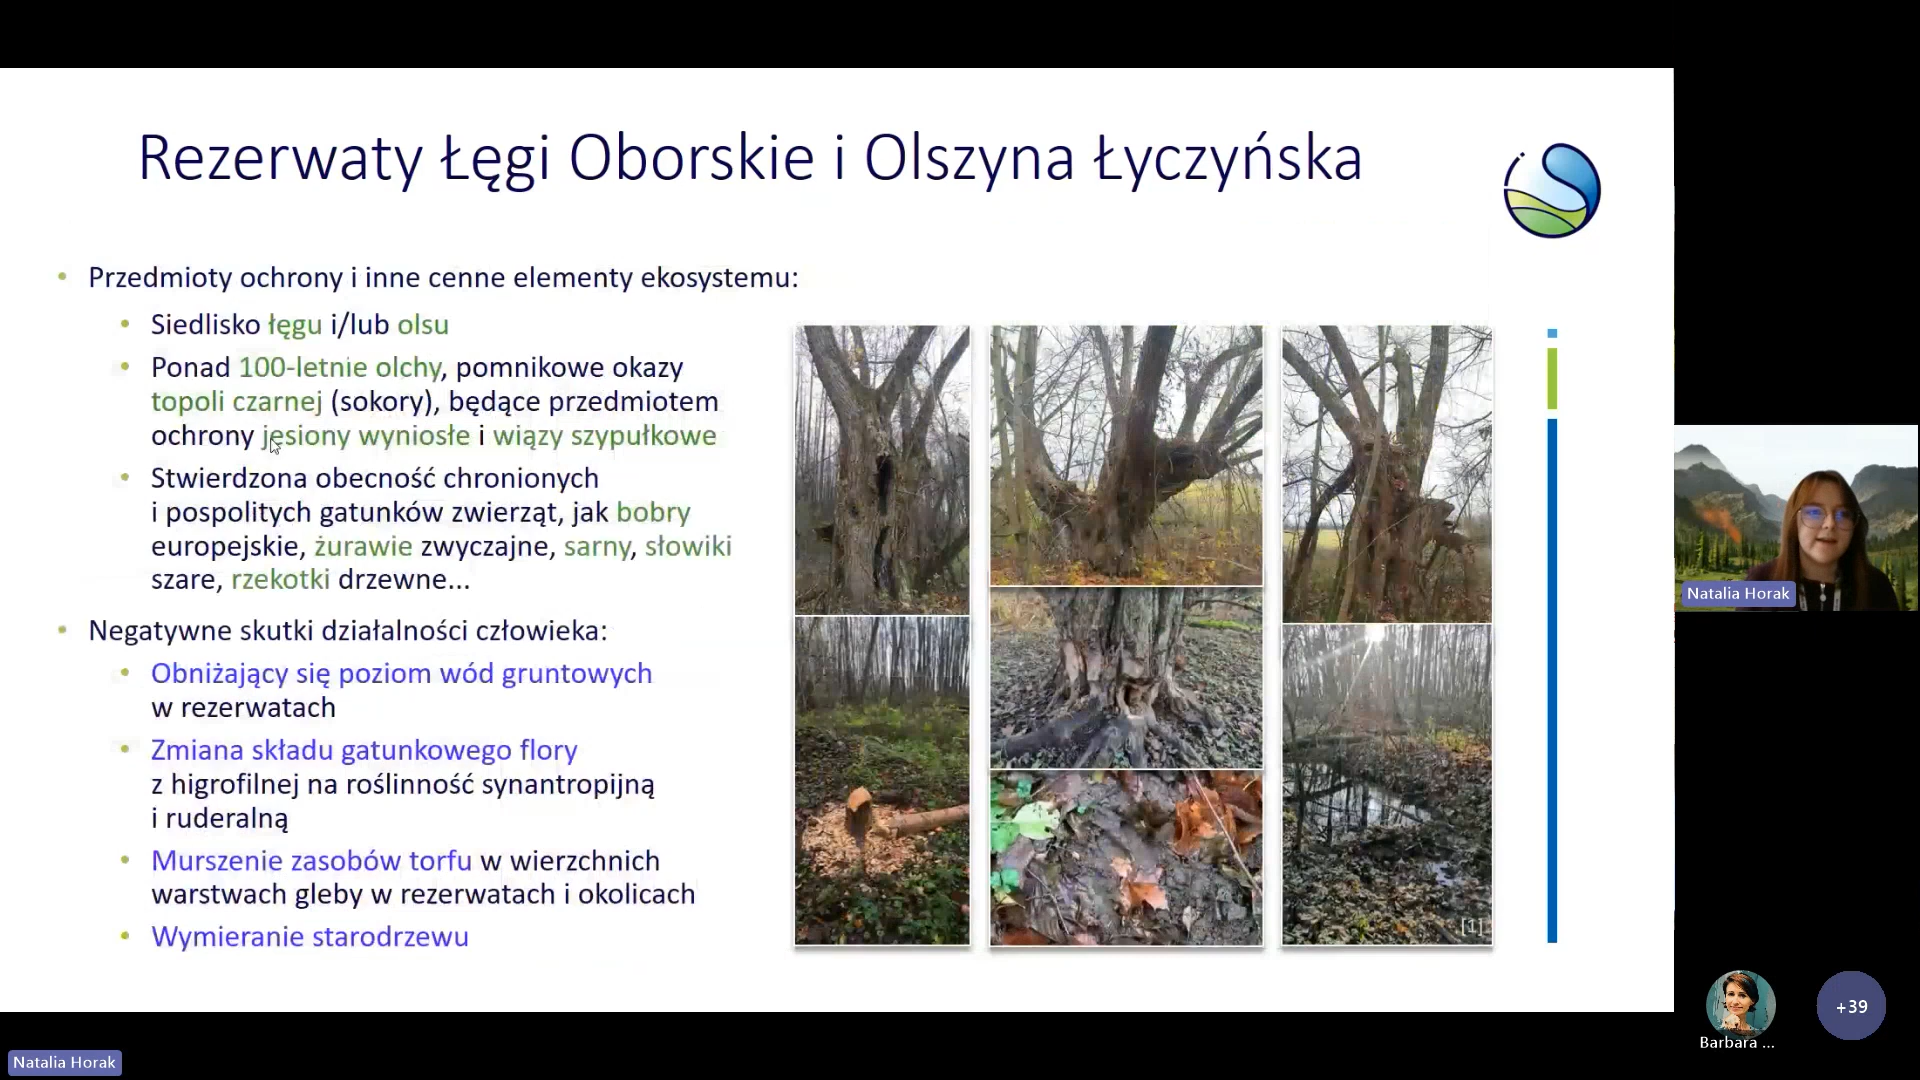 Rezerwaty Łęgi Oborskie i Olszyna Łyczyńska
Przedmioty ochrony i inne cenne elementy ekosystemu:
Siedlisko łęgu i/lub olsu
Ponad 100-letnie olchy, pomnikowe okazy
topoli czarnej (sokory), będące przedmiotem
ochrony jesiony wyniosłe i wiązy szypułkowe
Stwierdzona obecność chronionych
i pospolitych gatunków zwierząt, jak bobry
europejskie, żurawie zwyczajne, sarny, słowiki
szare, rzekotki drzewne...
Negatywne skutki działalności człowieka:
Obniżający się poziom wód gruntowych
w rezerwatach
Zmiana składu gatunkowego flory
z higrofilnej na roślinność synantropijną
i ruderalną
Murszenie zasobów torfu w wierzchnich
warstwach gleby w rezerwatach i okolicach
Wymieranie starodrzewu
[1]
Natalia Horak
+39
Barbara ...
Natalia Horak